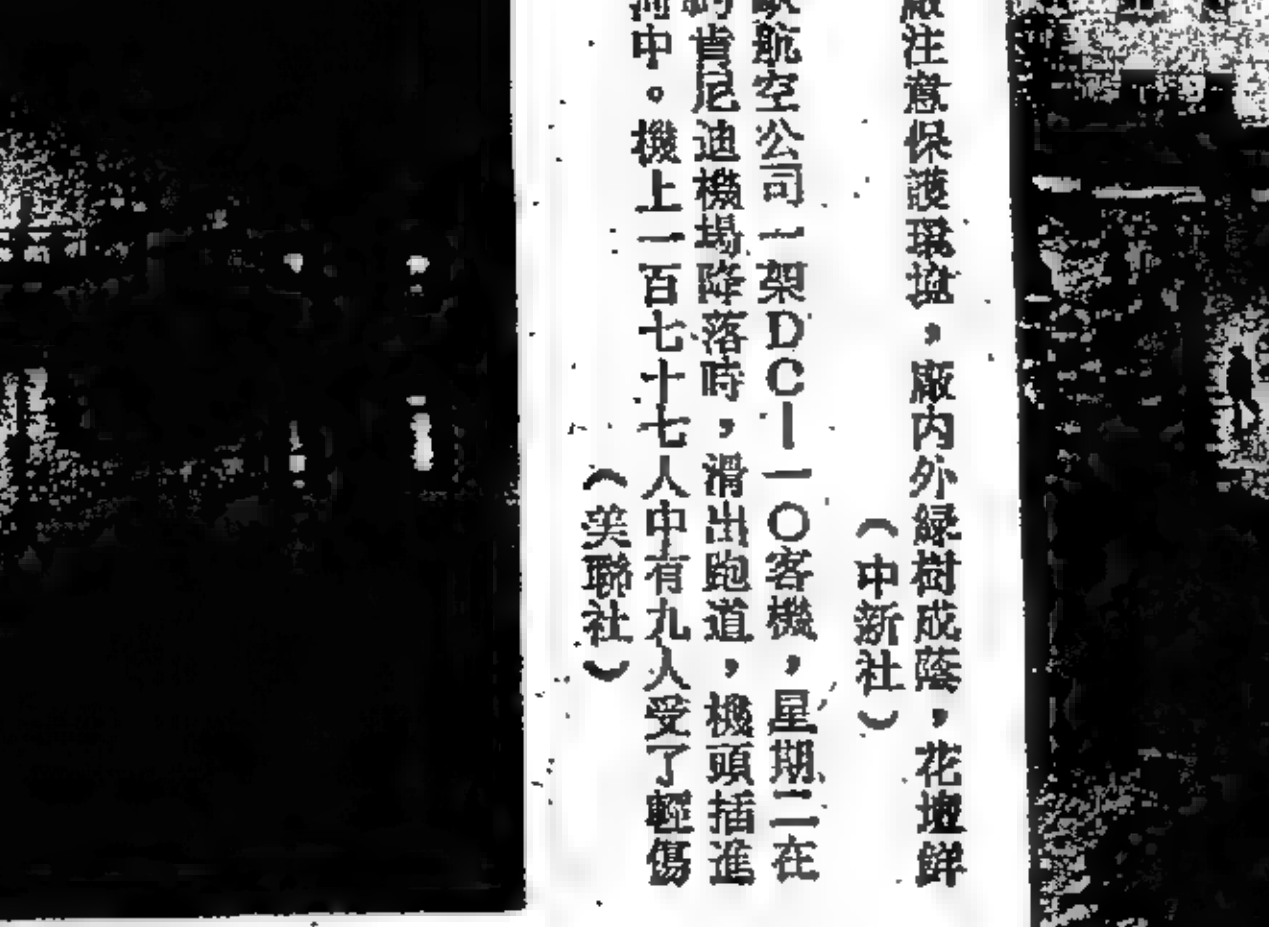 廠注意保護環境，廠內外綠樹成蔭，花壇鮮
（中新社）
航空公司一架DC—一〇客機，星期二在
肯尼迪機場降落時，滑出跑道，機頭插進
中。機上一百七十七人中有九人受了輕傷
（美聯社）